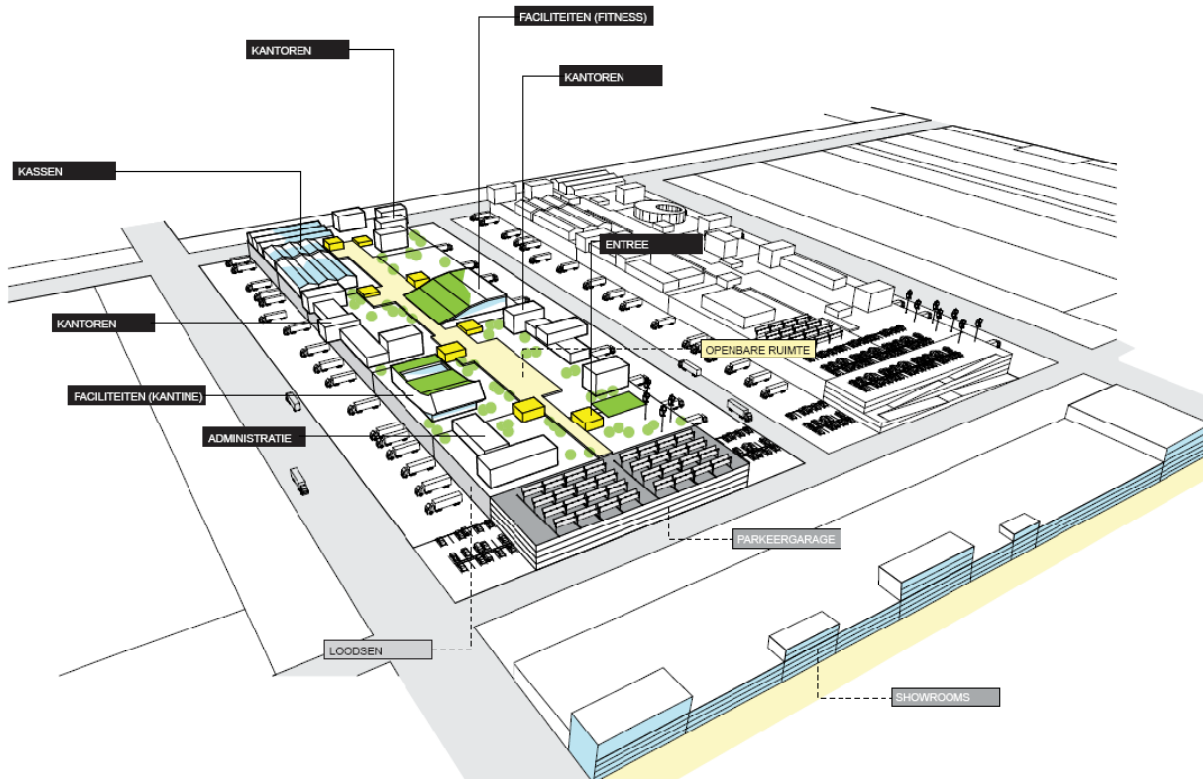 FACILITEITEN (FITNESS)
KANTOREN
KANTOREN
KASSEN
ENTREE
KANTOREN
OPENBARE RUIMTE
FACILITEITEN (KANTINE)
ADMINISTRATIE
PARKEERGARAGE
LOODSEN
SHOWROOMS